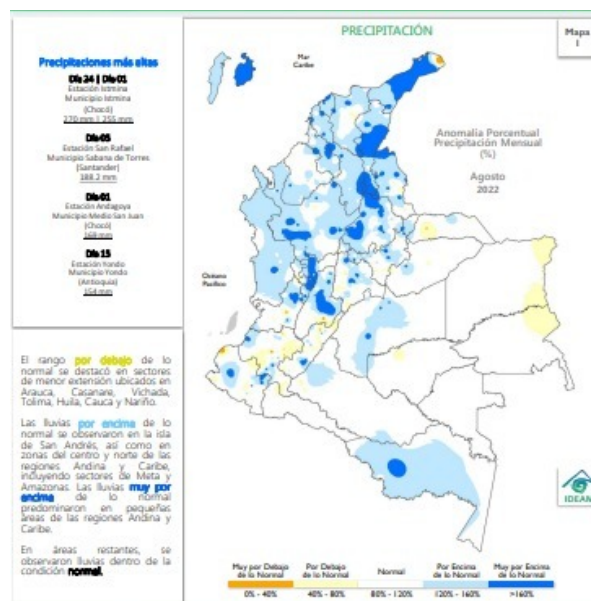 PRECIPITACIÓN
Mapa
1
Precipitaciones más altas
Día 24 | Día 01
Estación Istmina
Municipio Istmina
(Chocó)
270 mm | 255 mm
Día 05
Estación San Rafael
Municipio Sabana de Torres
(Santander)
188.2 mm
Día 01
Estación Andagoya
Municipio Medio San Juan
(Chocó)
169 mm
Día 15
Estación Yondo
Municipio Yondo
(Antioquia)
154 mm
El rango por debajo de lo
normal se destacó en sectores
de menor extensión ubicados en
Arauca, Casanare, Vichada,
Tolima, Huila, Cauca y Nariño.
Las lluvias por encima de lo
normal se observaron en la isla
de San Andrés, así como en
zonas del centro y norte de las
regiones Andina y Caribe,
incluyendo sectores de Meta y
Amazonas. Las lluvias muy por
encima de lo normal
predominaron en pequeñas
áreas de las regiones Andina y
Caribe.
En áreas restantes, se
observaron lluvias dentro de la
condición normal.
Mar
Caribe
Anomalía Porcentual
Precipitación Mensual
(%)
Agosto
2022
Océano
Pacífico
IDEAM
Muy por Debajo
de lo Normal
0% - 40%
Por Debajo
de lo Normal
40% - 80%
Normal
80% - 120%
Por Encima
de lo Normal
120% - 160%
Muy por Encima
de lo Normal
>160%